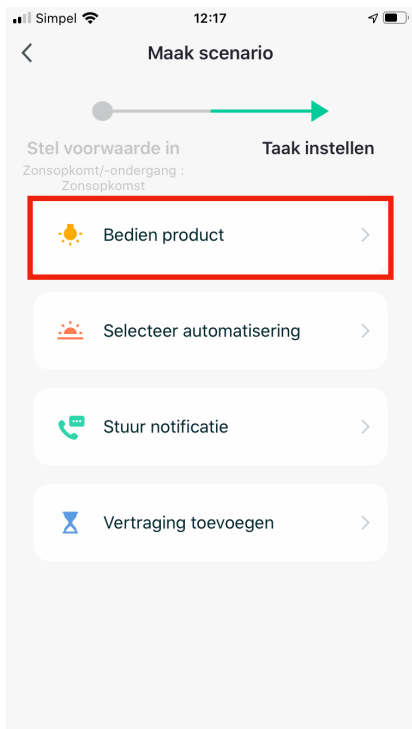 Simpel 12:17
Maak scenario
Stel voorwaarde in
Taak instellen
Zonsopkomt/-ondergang :
Zonsopkomst
Bedien product
Selecteer automatisering
Stuur notificatie
Vertraging toevoegen